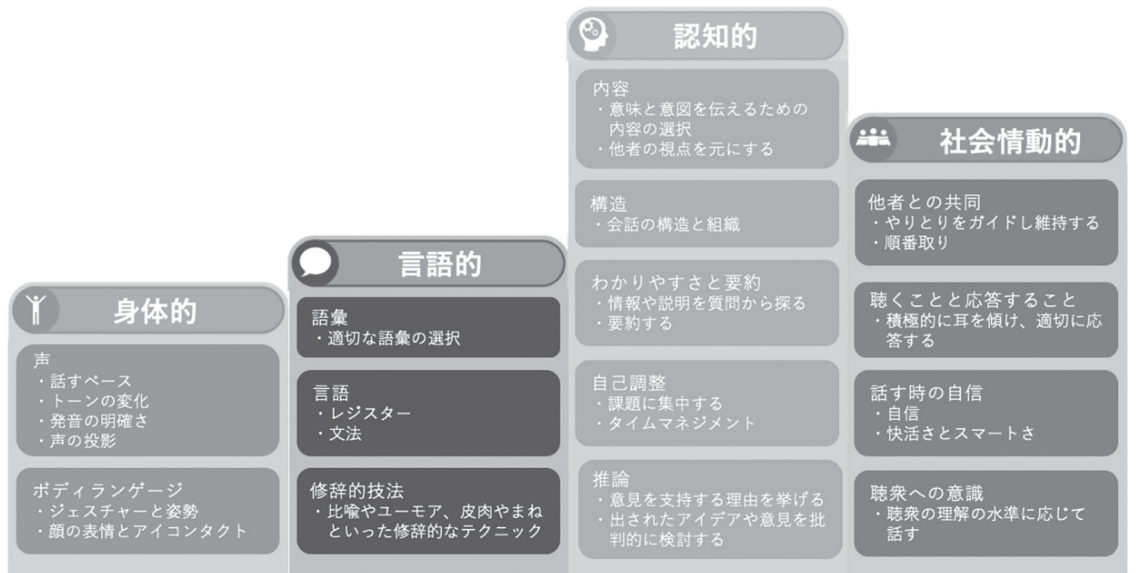 身体的
声
・話すペース
・トーンの変化
・発音の明確さ
・声の投影
ボディランゲージ
・ジェスチャーと姿勢
・顔の表情とアイコンタクト
言語的
語彙
・適切な語彙の選択
言語
・レジスター
・文法
修辞的技法
・比喩やユーモア、皮肉やまね
といった修辞的なテクニック
認知的
内容
・意味と意図を伝えるための
内容の選択
・他者の視点を元にする
構造
・会話の構造と組織
わかりやすさと要約
・情報や説明を質問から探る
・要約する
自己調整
・課題に集中する
・タイムマネジメント
推論
・意見を支持する理由を挙げる
・出されたアイデアや意見を批
判的に検討する
社会情動的
他者との共同
・やりとりをガイドし維持する
・順番取り
聴くことと応答すること
・積極的に耳を傾け、適切に応
答する
話す時の自信
・自信
・快活さとスマートさ
聴衆への意識
・聴衆の理解の水準に応じて
話す